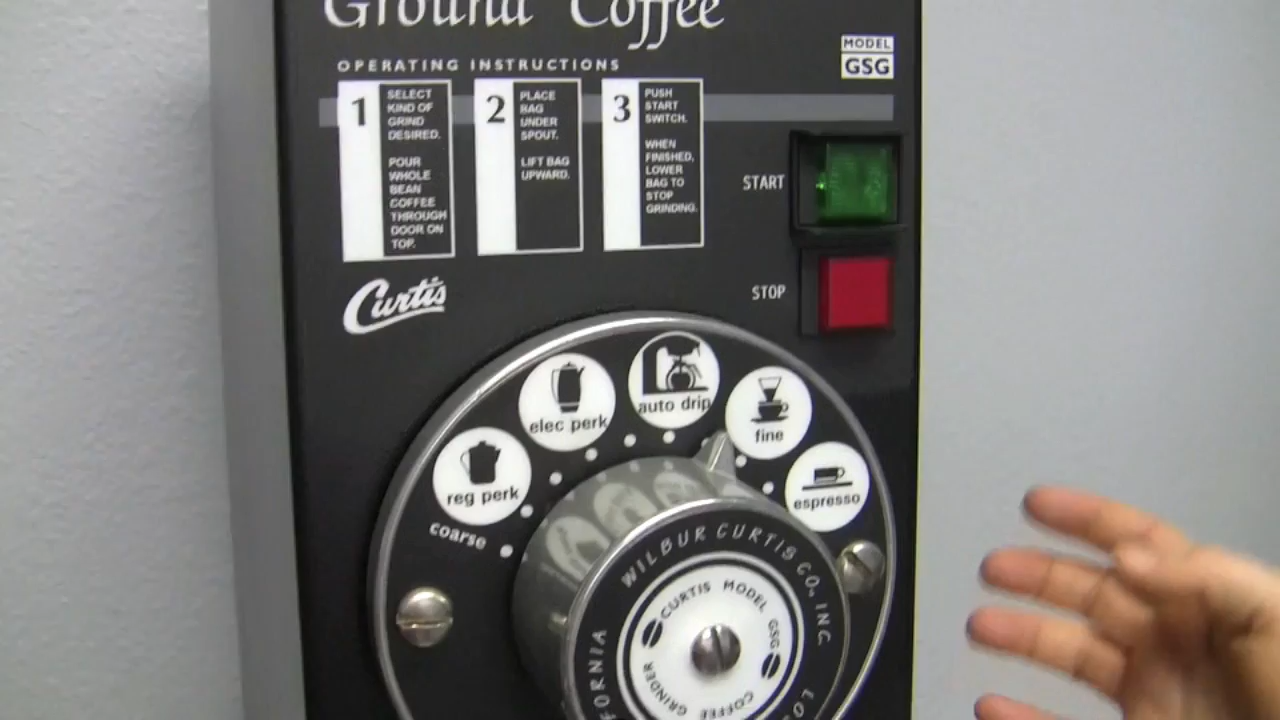 Ground Coffee
OPERATING INSTRUCTIONS
MODEL
GSG
1
SELECT
KIND OF
GRIND
DESIRED.
POUR
WHOLE
BEAN
COFFEE
THROUGH
DOOR ON
TOP.
2
PLACE
BAG
UNDER
SPOUT.
LIFT BAG
UPWARD.
3
PUSH
START
SWITCH.
WHEN
FINISHED,
LOWER
BAG TO
STOP
GRINDING.
START
STOP
Curtis
coarse
reg perk
elec perk
auto drip
fine
espresso
WILBUR CURTIS CO. INC.
CURTIS MODEL GSG
COFFEE GRINDER